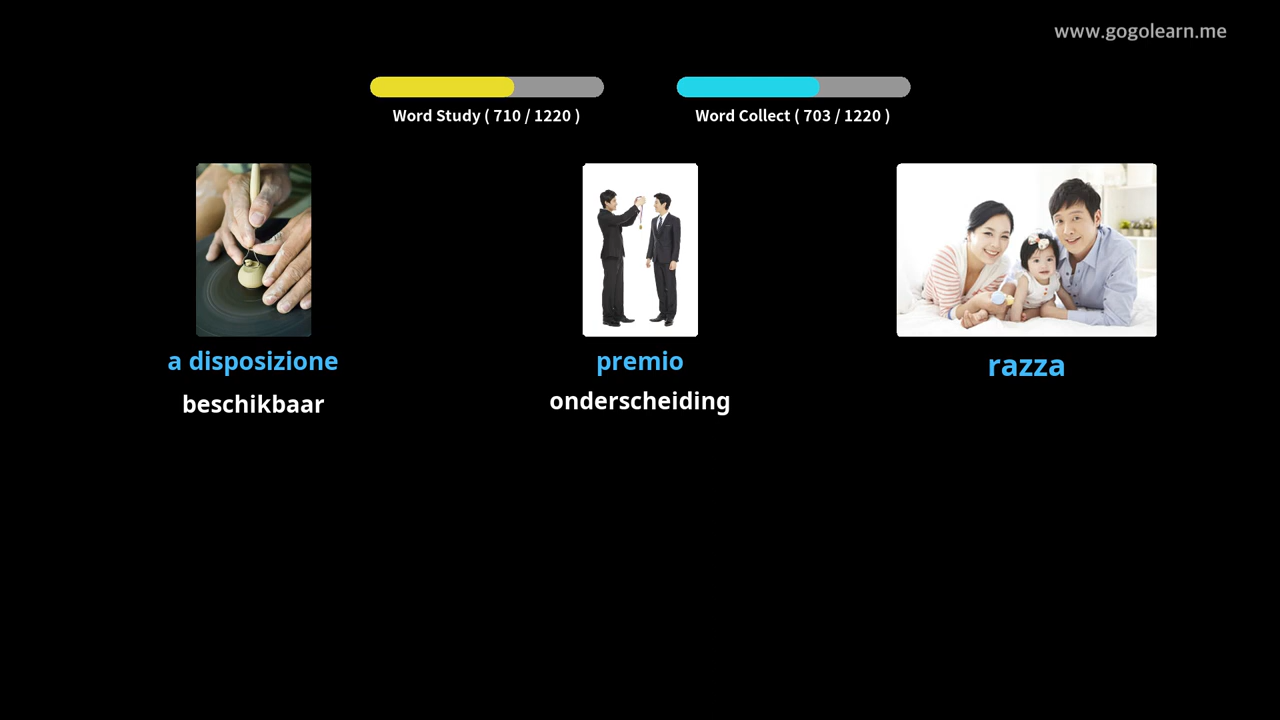 www.gogolearn.me
Word Study ( 710 / 1220 )
Word Collect ( 703 / 1220 )
a disposizione
premio
razza
beschikbaar
onderscheiding